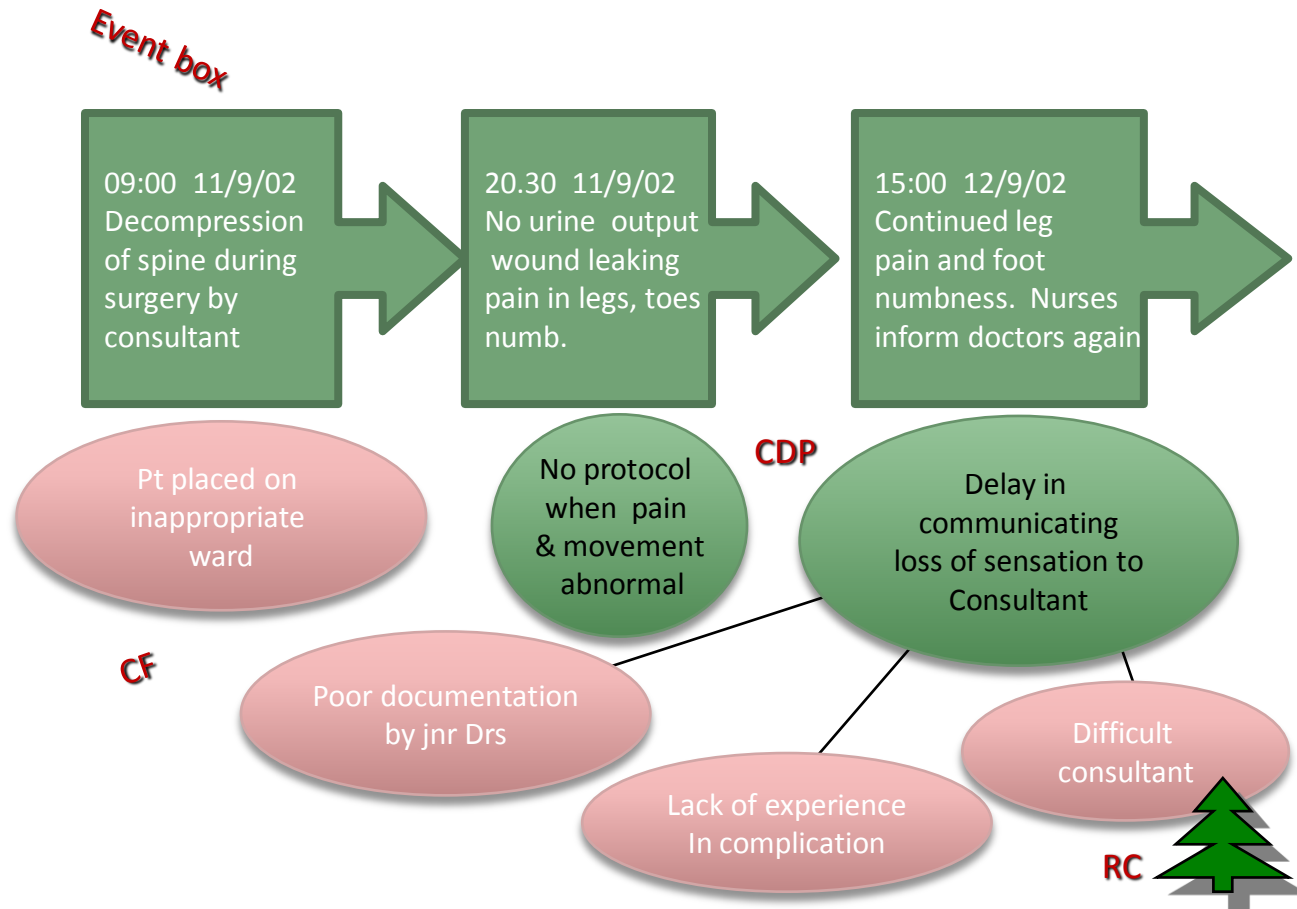 Event box
09:00 11/9/02
Decompression
of spine during
surgery by
consultant
20.30 11/9/02
No urine output
wound leaking
pain in legs, toes
numb.
15:00 12/9/02
Continued leg
pain and foot
numbness. Nurses
inform doctors again
Pt placed on
inappropriate
ward
No protocol
when pain
& movement
abnormal
CDP
Delay in
communicating
loss of sensation to
Consultant
CF
Poor documentation
by jnr Drs
Lack of experience
In complication
Difficult
consultant
RC